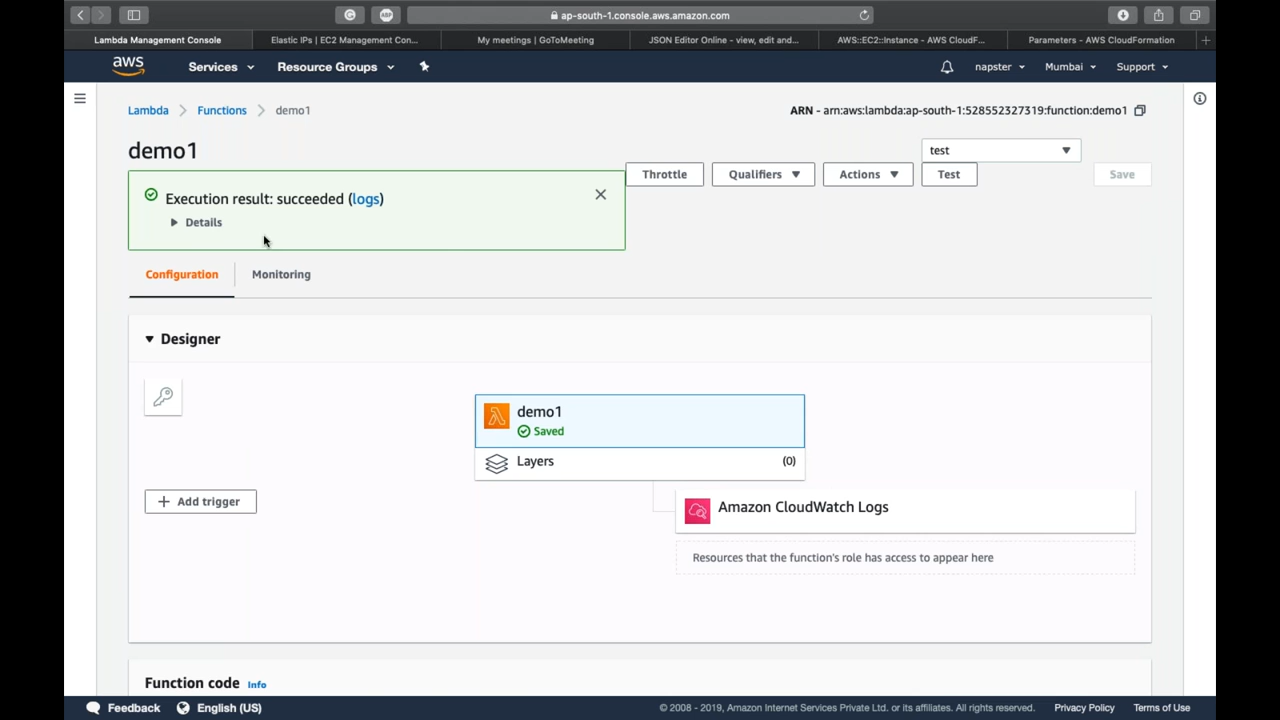 ap-south-1.console.aws.amazon.com
Lambda Management Console
Elastic IPs | EC2 Management Con...
My meetings | GoToMeeting
JSON Editor Online - view, edit and...
AWS::EC2::Instance - AWS CloudF...
Parameters - AWS CloudFormation
aws
Services
Resource Groups
napster
Mumbai
Support
Lambda
Functions
demo1
ARN - arn:aws:lambda:ap-south-1:528552327319:function:demo1
demo1
test
Throttle
Qualifiers
Actions
Test
Save
Execution result: succeeded (logs)
Details
Configuration
Monitoring
Designer
demo1
Saved
Layers
(0)
Add trigger
Amazon CloudWatch Logs
Resources that the function's role has access to appear here
Function code Info
Feedback
English (US)
© 2008 - 2019, Amazon Internet Services Private Ltd. or its affiliates. All rights reserved.
Privacy Policy
Terms of Use